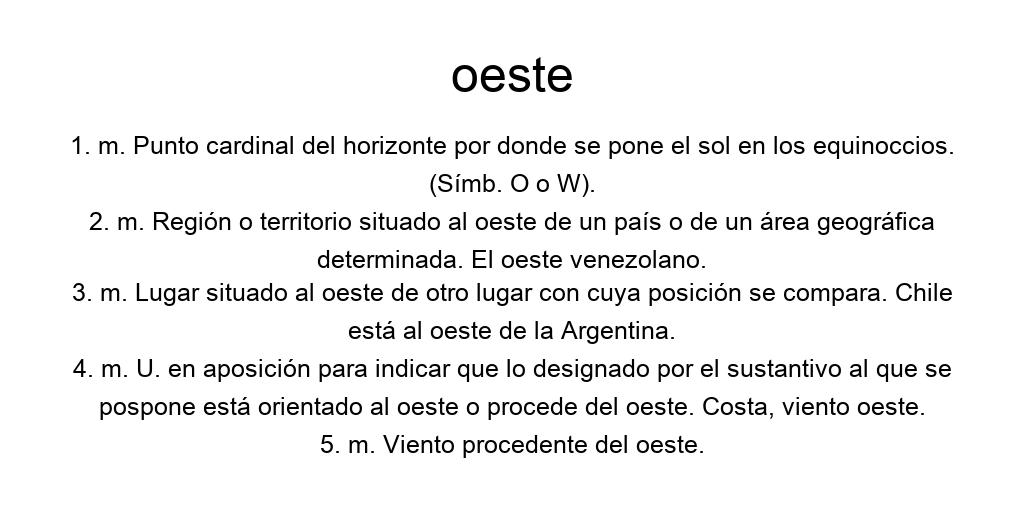 oeste
1. m. Punto cardinal del horizonte por donde se pone el sol en los equinoccios.
(Símb. O o W).
2. m. Región o territorio situado al oeste de un país o de un área geográfica
determinada. El oeste venezolano.
3. m. Lugar situado al oeste de otro lugar con cuya posición se compara. Chile
está al oeste de la Argentina.
4. m. U. en aposición para indicar que lo designado por el sustantivo al que se
pospone está orientado al oeste o procede del oeste. Costa, viento oeste.
5. m. Viento procedente del oeste.